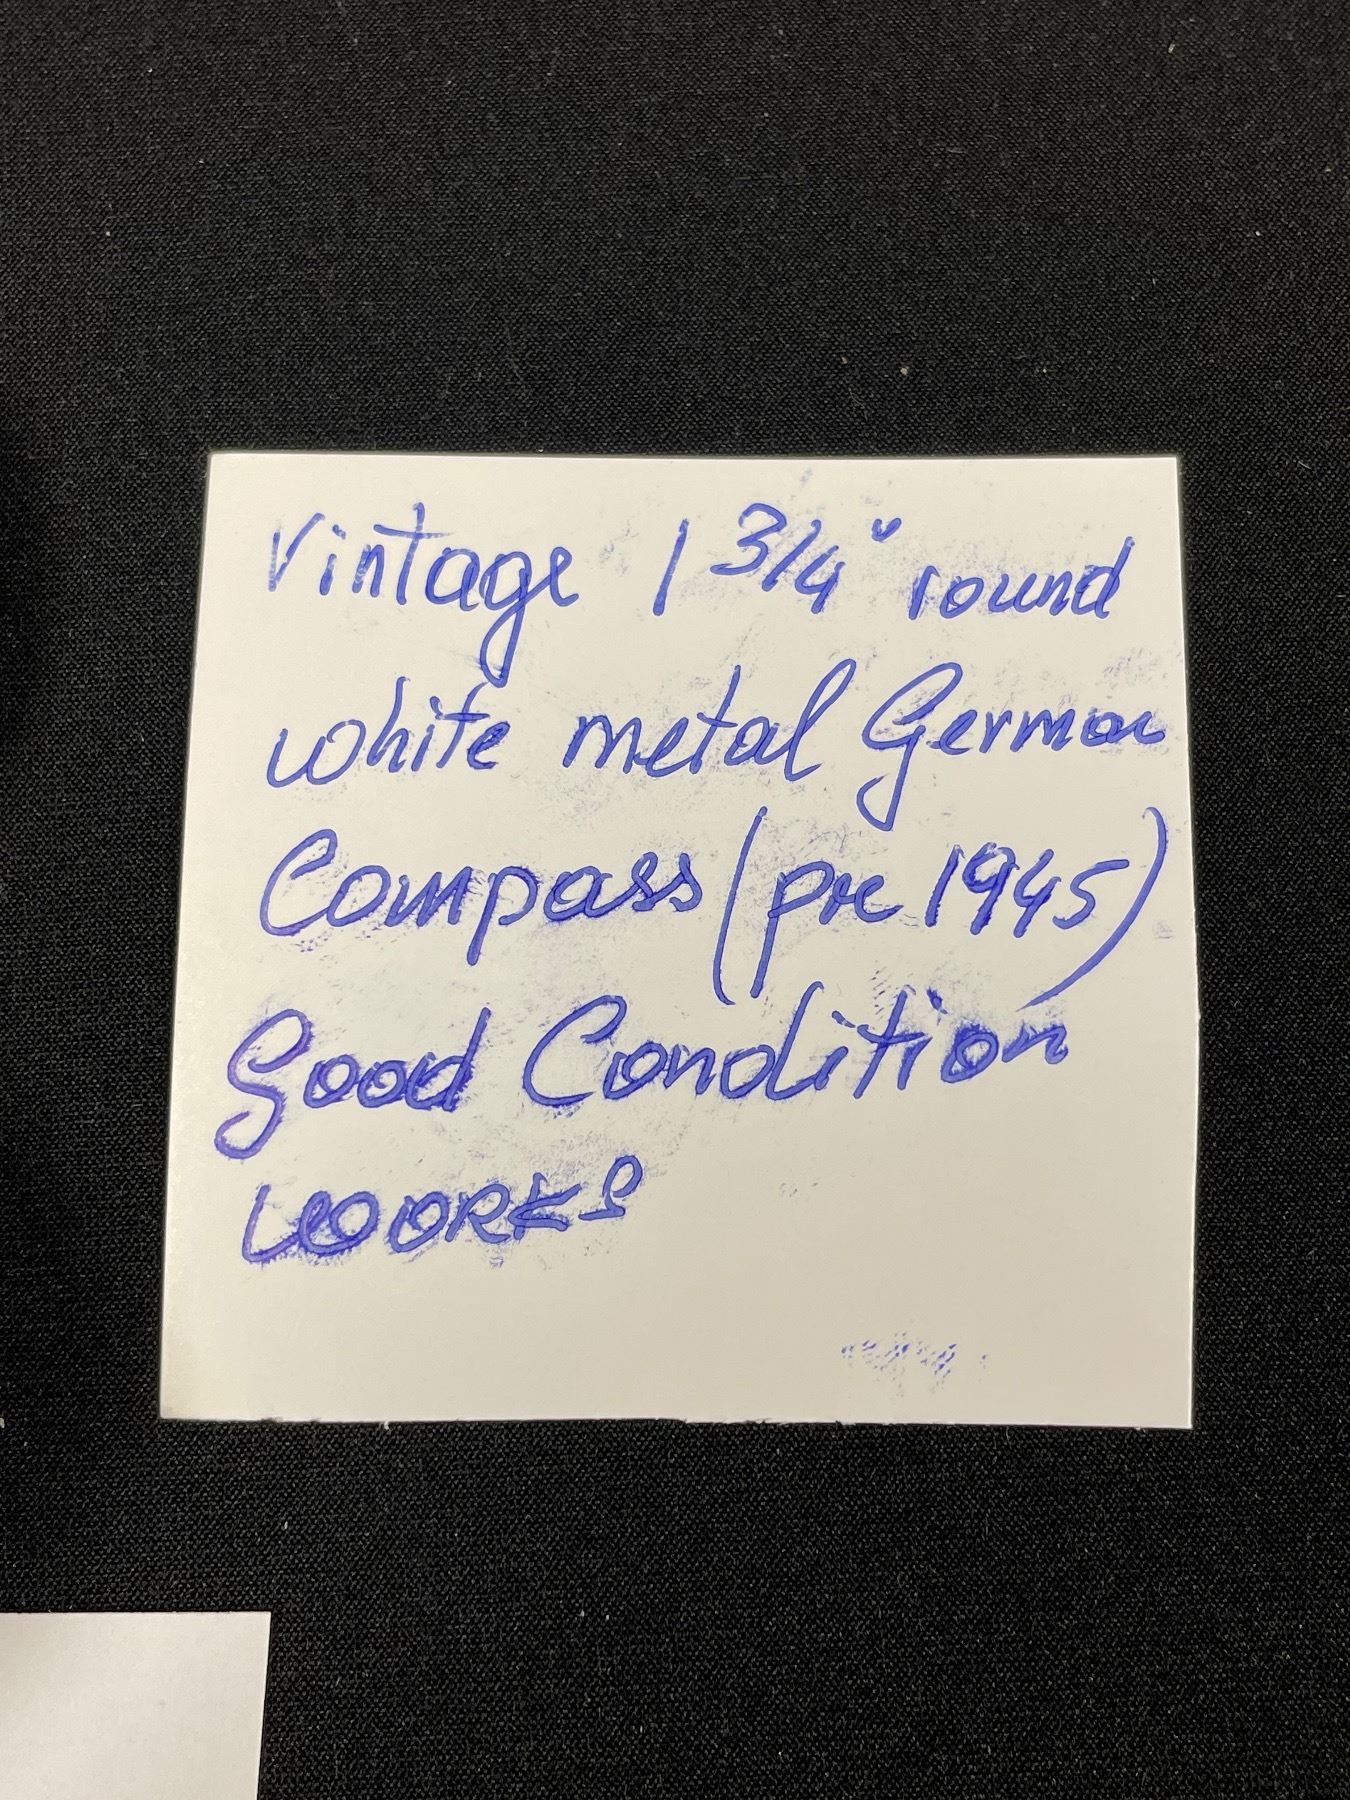 Vintage 1 3/4" round
white metal German
Compass (pre 1945)
Good Condition
WORKS